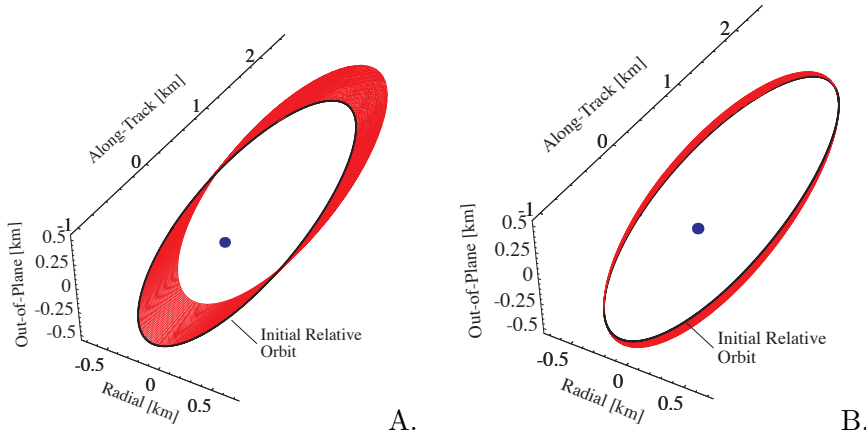 2
1
0
-1
Along-Track [km]
0.5
0.25
0
-0.25
-0.5
Out-of-Plane [km]
-0.5
0
0.5
Radial [km]
Initial Relative
Orbit
A.
2
1
0
-1
Along-Track [km]
0.5
0.25
0
-0.25
-0.5
Out-of-Plane [km]
-0.5
0
0.5
Radial [km]
Initial Relative
Orbit
B.